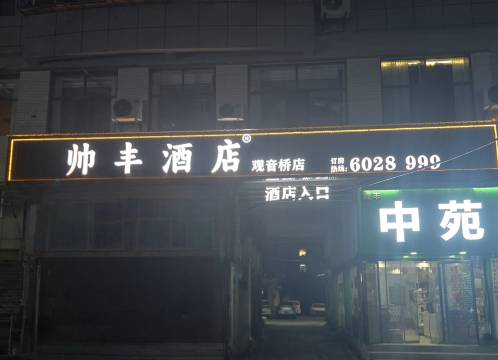 帅丰酒店®
观音桥店
订房
热线: 6028 999
酒店入口
中苑